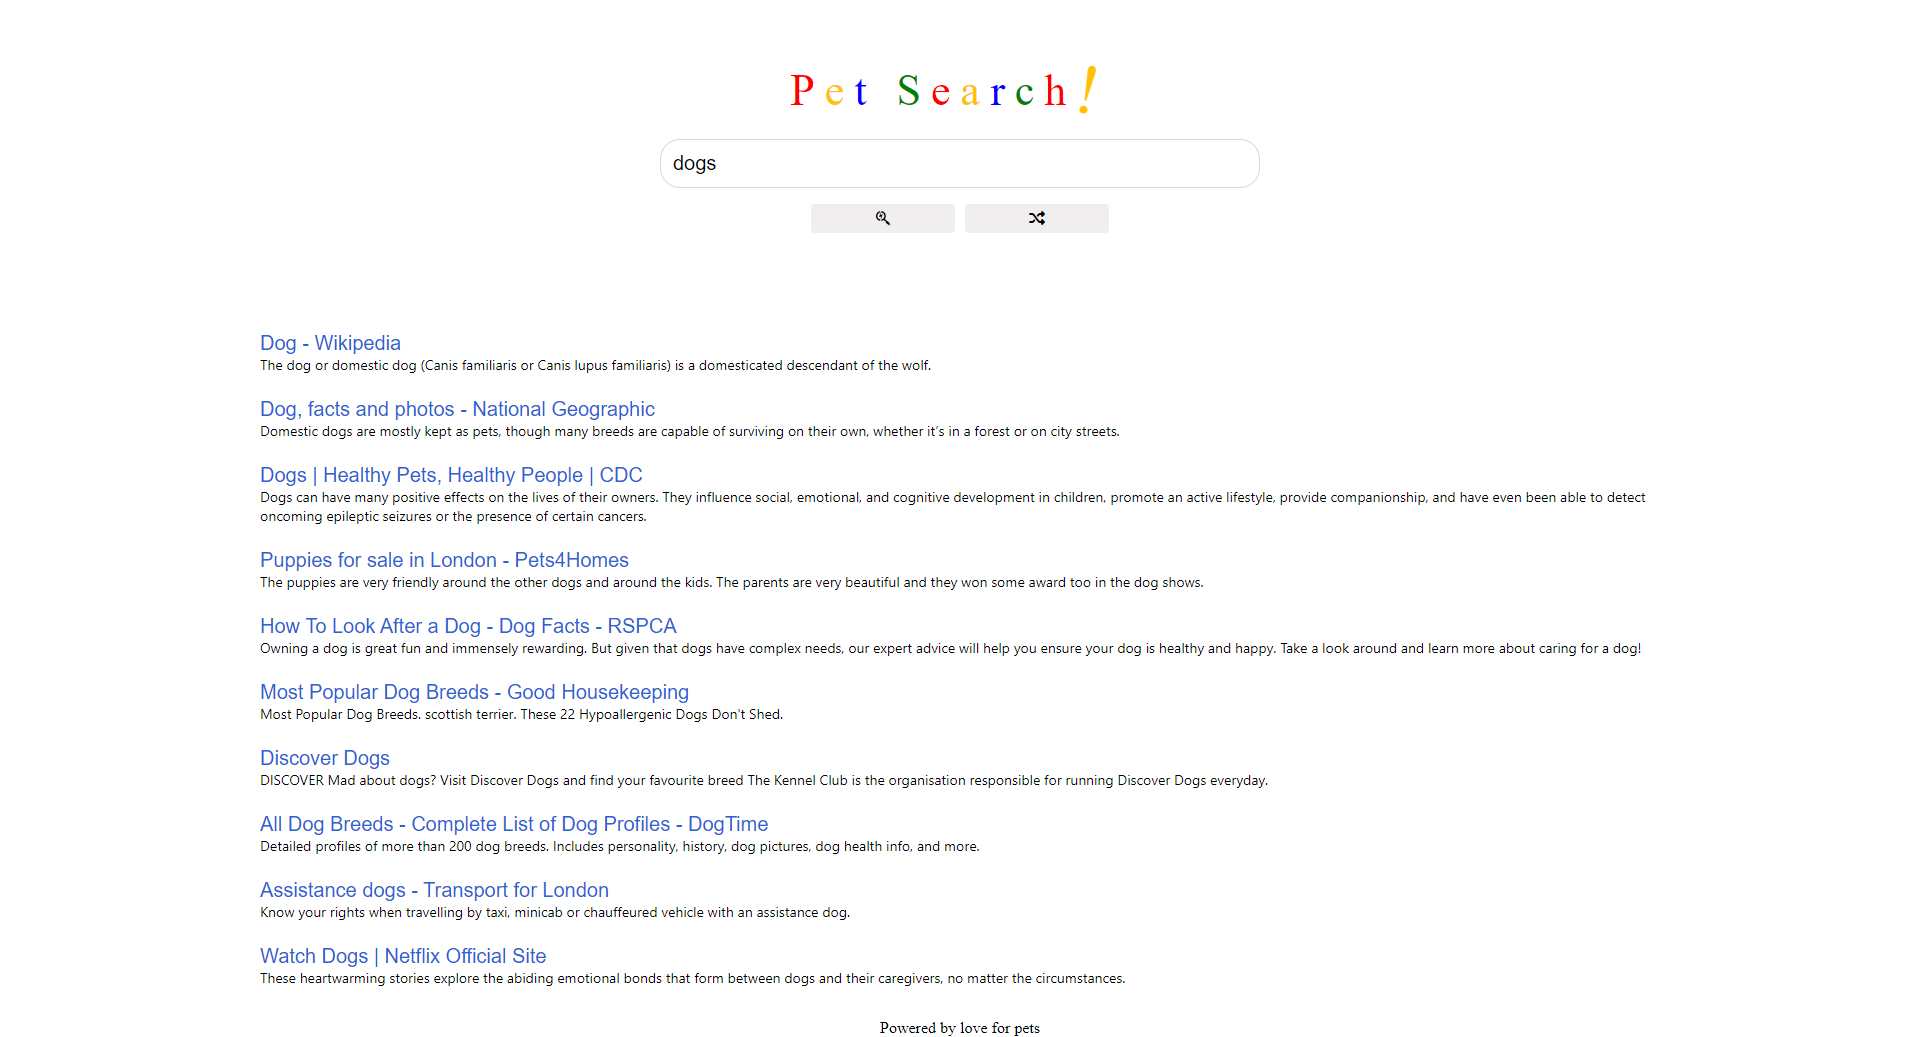 Pet Search!
dogs
Dog - Wikipedia
The dog or domestic dog (Canis familiaris or Canis lupus familiaris) is a domesticated descendant of the wolf.
Dog, facts and photos - National Geographic
Domestic dogs are mostly kept as pets, though many breeds are capable of surviving on their own, whether it’s in a forest or on city streets.
Dogs | Healthy Pets, Healthy People | CDC
Dogs can have many positive effects on the lives of their owners. They influence social, emotional, and cognitive development in children, promote an active lifestyle, provide companionship, and have even been able to detect
oncoming epileptic seizures or the presence of certain cancers.
Puppies for sale in London - Pets4Homes
The puppies are very friendly around the other dogs and around the kids. The parents are very beautiful and they won some award too in the dog shows.
How To Look After a Dog - Dog Facts - RSPCA
Owning a dog is great fun and immensely rewarding. But given that dogs have complex needs, our expert advice will help you ensure your dog is healthy and happy. Take a look around and learn more about caring for a dog!
Most Popular Dog Breeds - Good Housekeeping
Most Popular Dog Breeds. scottish terrier. These 22 Hypoallergenic Dogs Don't Shed.
Discover Dogs
DISCOVER Mad about dogs? Visit Discover Dogs and find your favourite breed The Kennel Club is the organisation responsible for running Discover Dogs everyday.
All Dog Breeds - Complete List of Dog Profiles - DogTime
Detailed profiles of more than 200 dog breeds. Includes personality, history, dog pictures, dog health info, and more.
Assistance dogs - Transport for London
Know your rights when travelling by taxi, minicab or chauffeured vehicle with an assistance dog.
Watch Dogs | Netflix Official Site
These heartwarming stories explore the abiding emotional bonds that form between dogs and their caregivers, no matter the circumstances.
Powered by love for pets